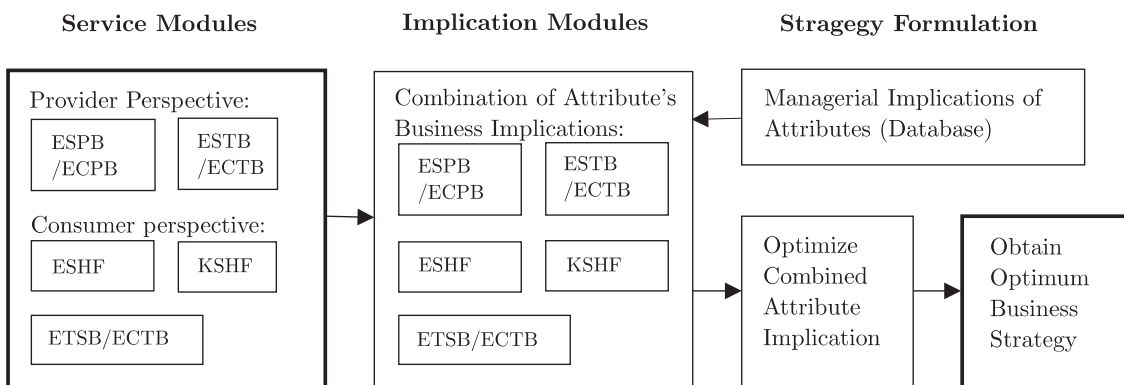 Service Modules
Provider Perspective:
ESPB
/ECPB
ESTB
/ECTB
Consumer perspective:
ESHF
KSHF
ETSB/ECTB
Implication Modules
Combination of Attribute's
Business Implications:
ESPB
/ECPB
ESTB
/ECTB
ESHF
KSHF
ETSB/ECTB
Stragegy Formulation
Managerial Implications of
Attributes (Database)
Optimize
Combined
Attribute
Implication
Obtain
Optimum
Business
Strategy